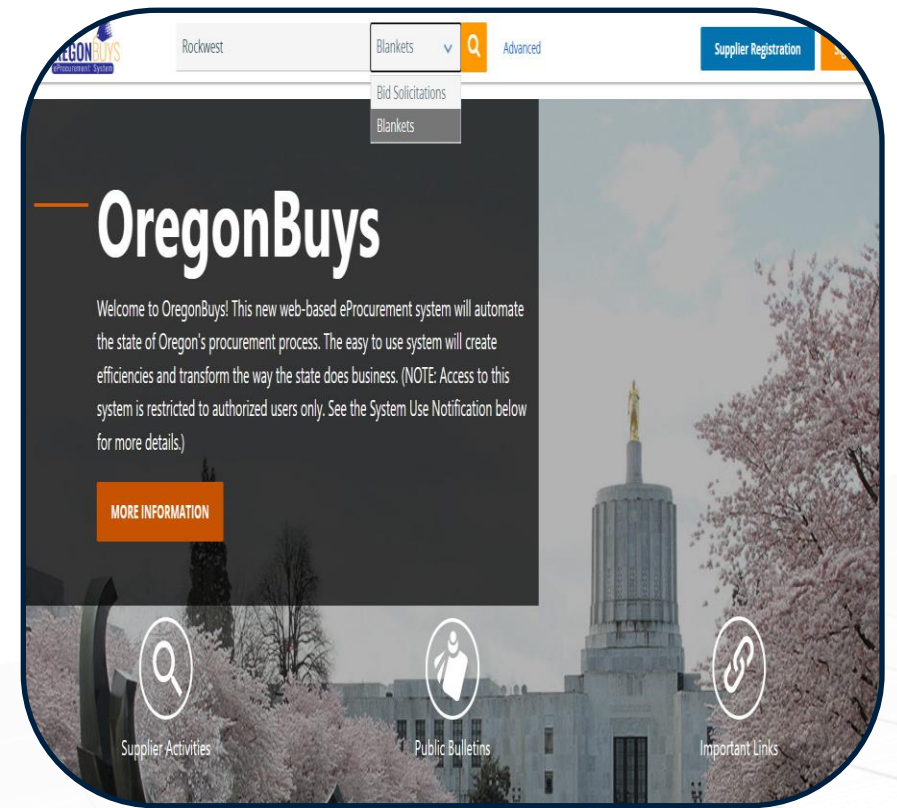 OREGONBUYS
eProcurement System
Rockwest
Blankets
Advanced
Supplier Registration
Bid Solicitations
Blankets
OregonBuys
Welcome to OregonBuys! This new web-based eProcurement system will automate
the state of Oregon's procurement process. The easy to use system will create
efficiencies and transform the way the state does business. (NOTE: Access to this
system is restricted to authorized users only. See the System Use Notification below
for more details.)
MORE INFORMATION
Supplier Activities
Public Bulletins
Important Links